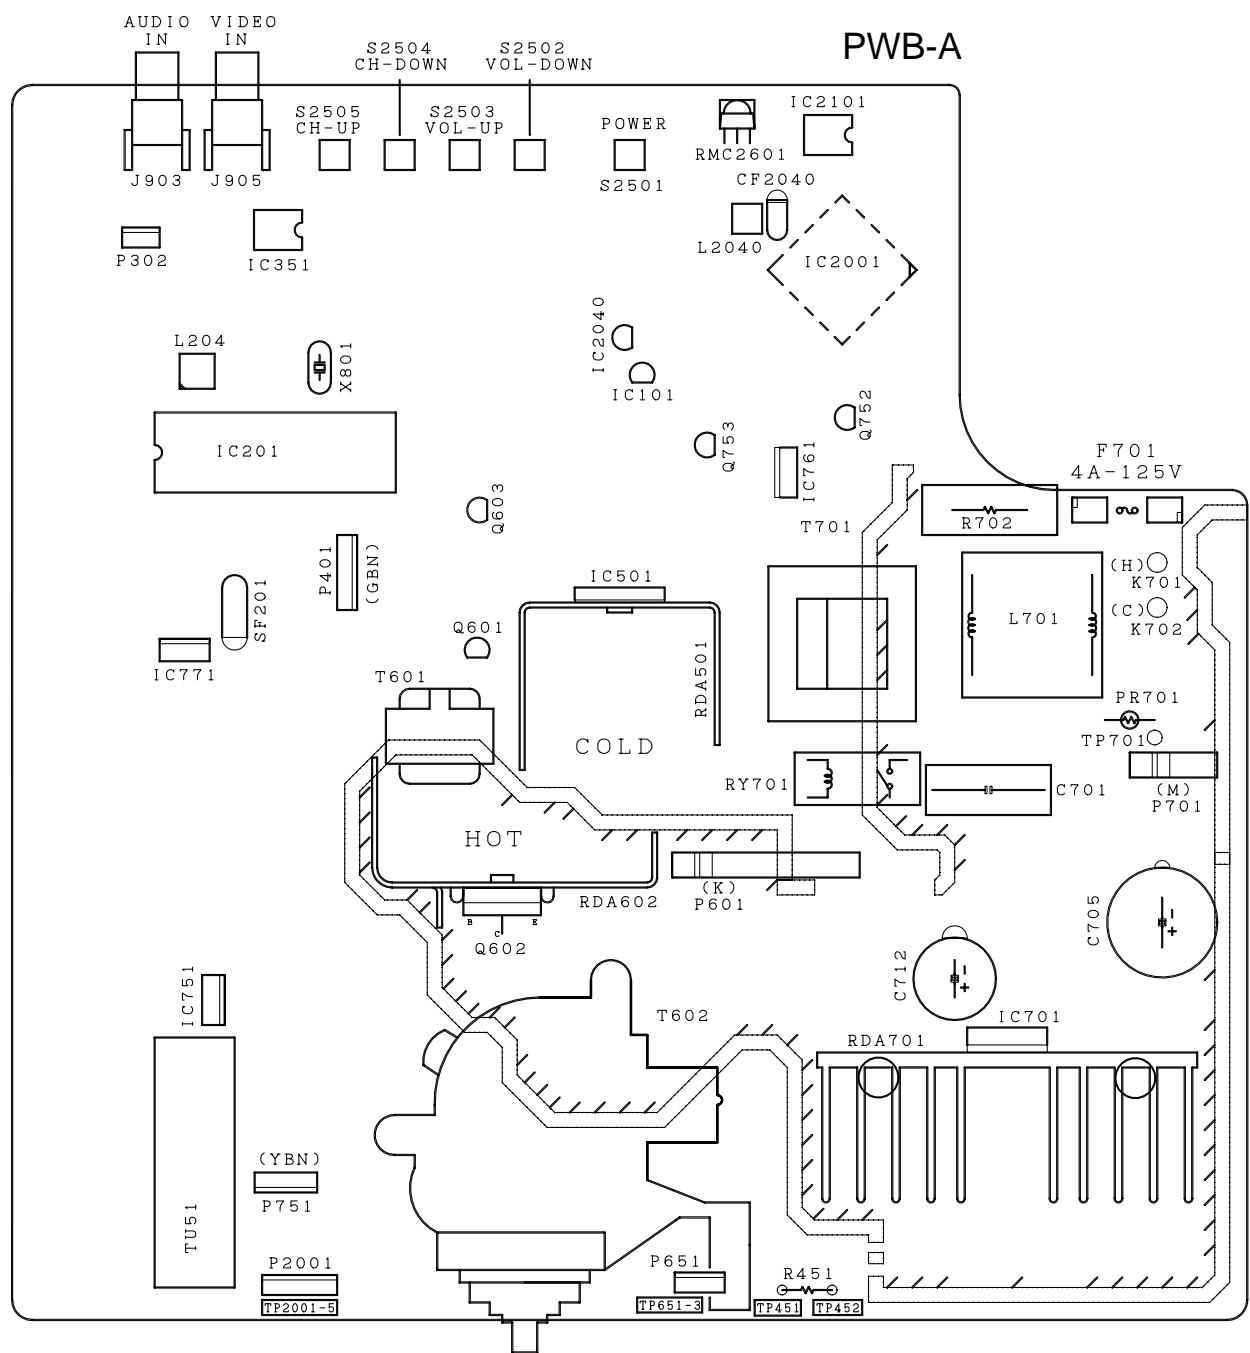 PWB-A
AUDIO
IN
VIDEO
IN
S2504
CH-DOWN
S2502
VOL-DOWN
S2505
CH-UP
S2503
VOL-UP
POWER
S2501
RMC2601
IC2101
J903
J905
CF2040
L2040
IC2001
P302
IC351
IC2040
L204
X801
IC101
Q752
Q753
IC761
IC201
F701
4A-125V
Q603
T701
R702
P401
(GBN)
IC501
(H)
K701
(C)
K702
L701
SF201
Q601
IC771
T601
RDA501
PR701
COLD
TP701
RY701
C701
(M)
P701
HOT
(K)
P601
RDA602
B
C
E
Q602
C705
C712
IC751
T602
IC701
RDA701
(YBN)
P751
TU51
P2001
TP2001-5
P651
TP651-3
R451
TP451
TP452